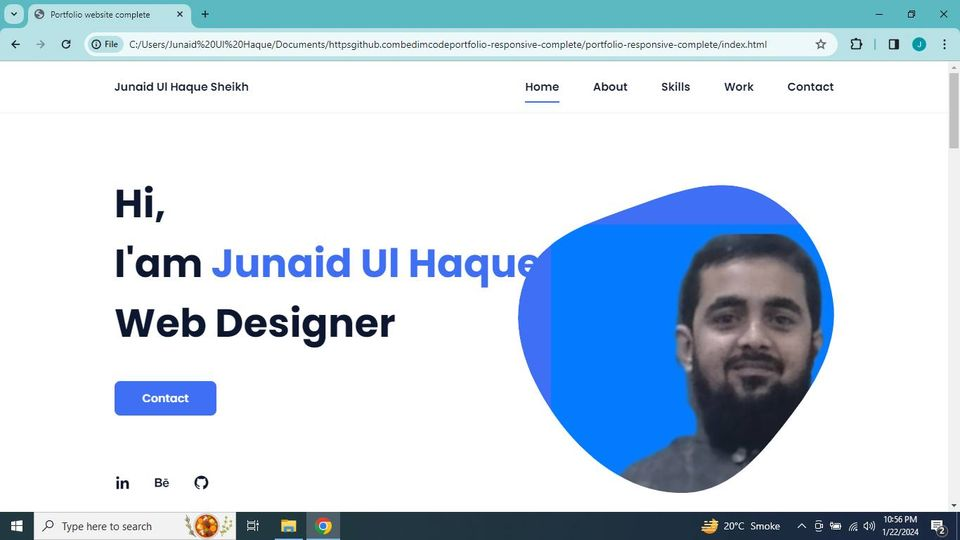 Portfolio website complete
File
C:/Users/Junaid%20Ul%20Haque/Documents/httpsgithub.combedimcodeportfolio-responsive-complete/portfolio-responsive-complete/index.html
J
Junaid Ul Haque Sheikh
Home About Skills Work Contact
Hi,
I'am Junaid Ul Haque
Web Designer
Contact
in Bē
Type here to search
20°C Smoke
10:56 PM
1/22/2024
2